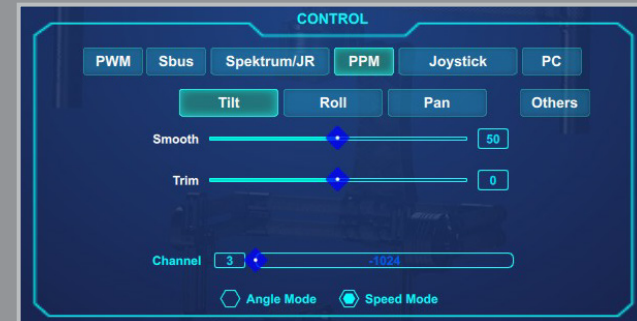 CONTROL
PWM Sbus Spektrum/JR PPM Joystick PC
Tilt Roll Pan Others
Smooth 50
Trim 0
Channel 3 -1024
Angle Mode Speed Mode